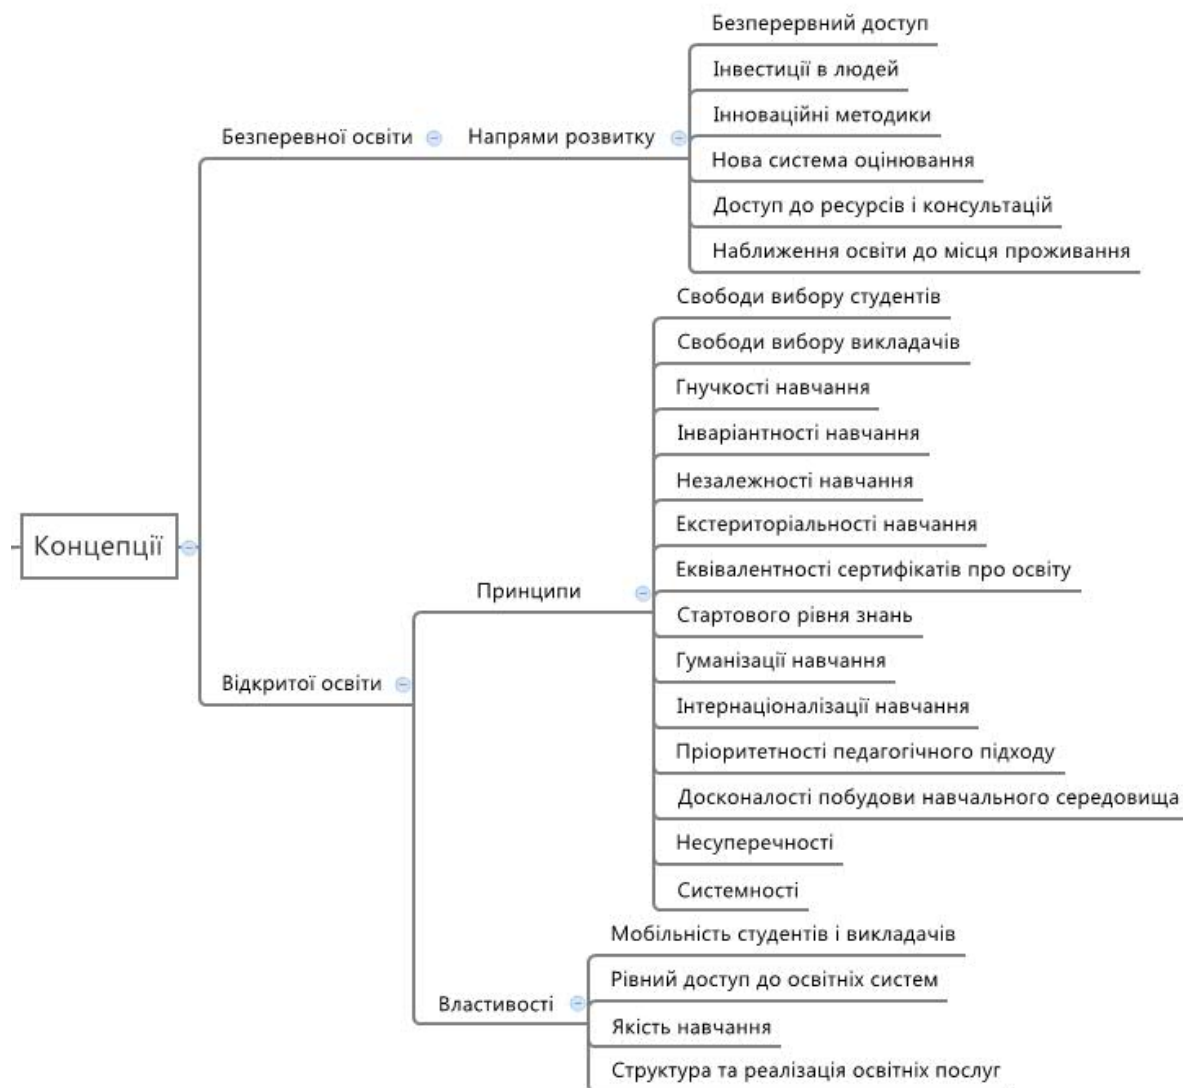 Безперервний доступ
Інвестиції в людей
Інноваційні методики
Безперевної освіти
Напрями розвитку
Нова система оцінювання
Доступ до ресурсів і консультацій
Наближення освіти до місця проживання
Свободи вибору студентів
Свободи вибору викладачів
Гнучкості навчання
Інваріантності навчання
Незалежності навчання
Екстериторіальності навчання
Концепції
Еквівалентності сертифікатів про освіту
Принципи
Стартового рівня знань
Гуманізації навчання
Відкритої освіти
Інтернаціоналізації навчання
Пріоритетності педагогічного підходу
Досконалості побудови навчального середовища
Несуперечності
Системності
Мобільність студентів і викладачів
Рівний доступ до освітніх систем
Властивості
Якість навчання
Структура та реалізація освітніх послуг